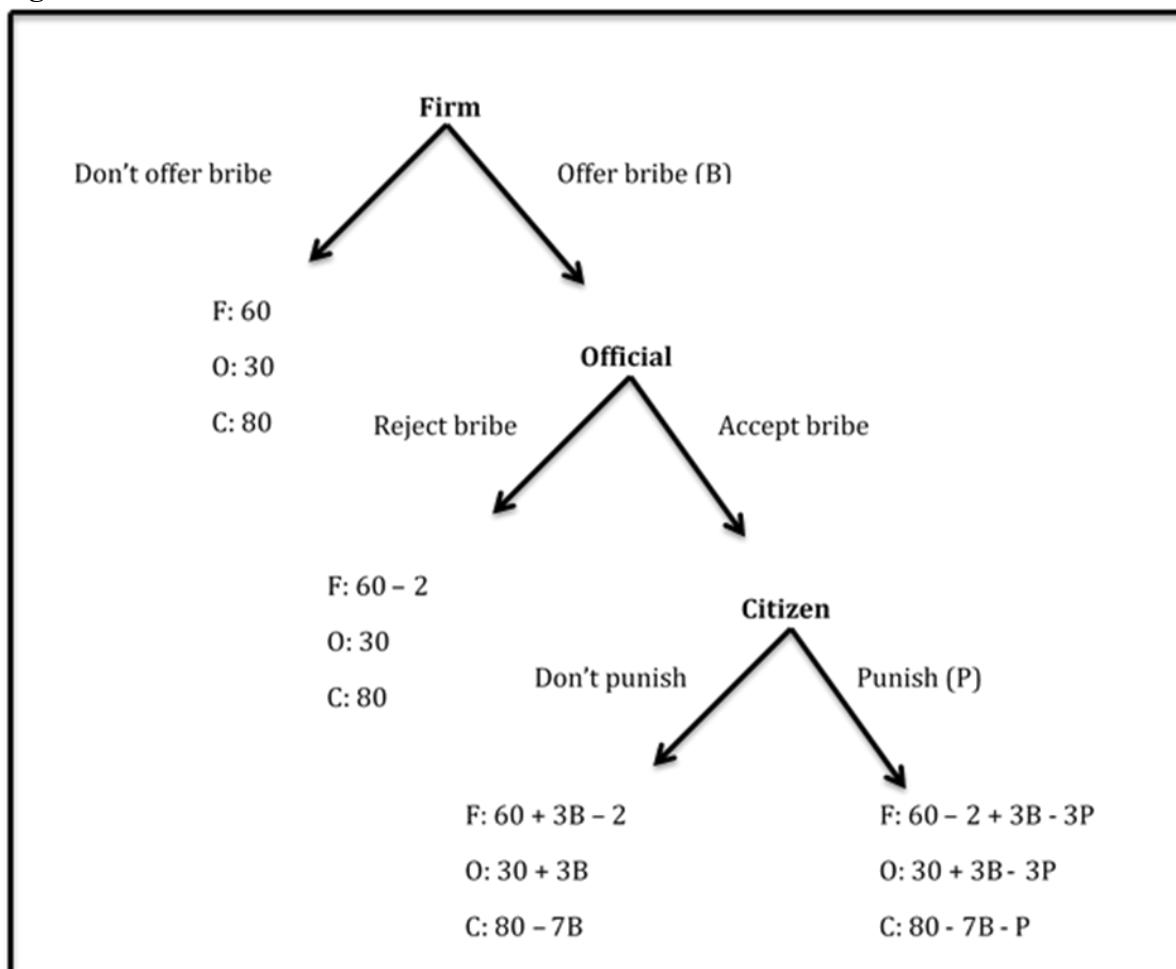 Firm
Don't offer bribe
Offer bribe (B)
F: 60
O: 30
C: 80
Official
Reject bribe
Accept bribe
F: 60 – 2
O: 30
C: 80
Citizen
Don't punish
Punish (P)
F: 60 + 3B – 2
O: 30 + 3B
C: 80 – 7B
F: 60 – 2 + 3B - 3P
O: 30 + 3B - 3P
C: 80 - 7B - P